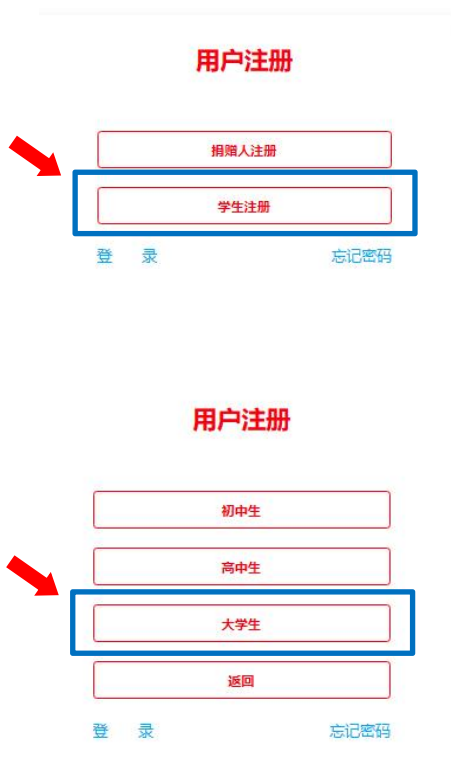 用户注册
捐赠人注册
学生注册
登 录 忘记密码
用户注册
初中生
高中生
大学生
返回
登 录 忘记密码